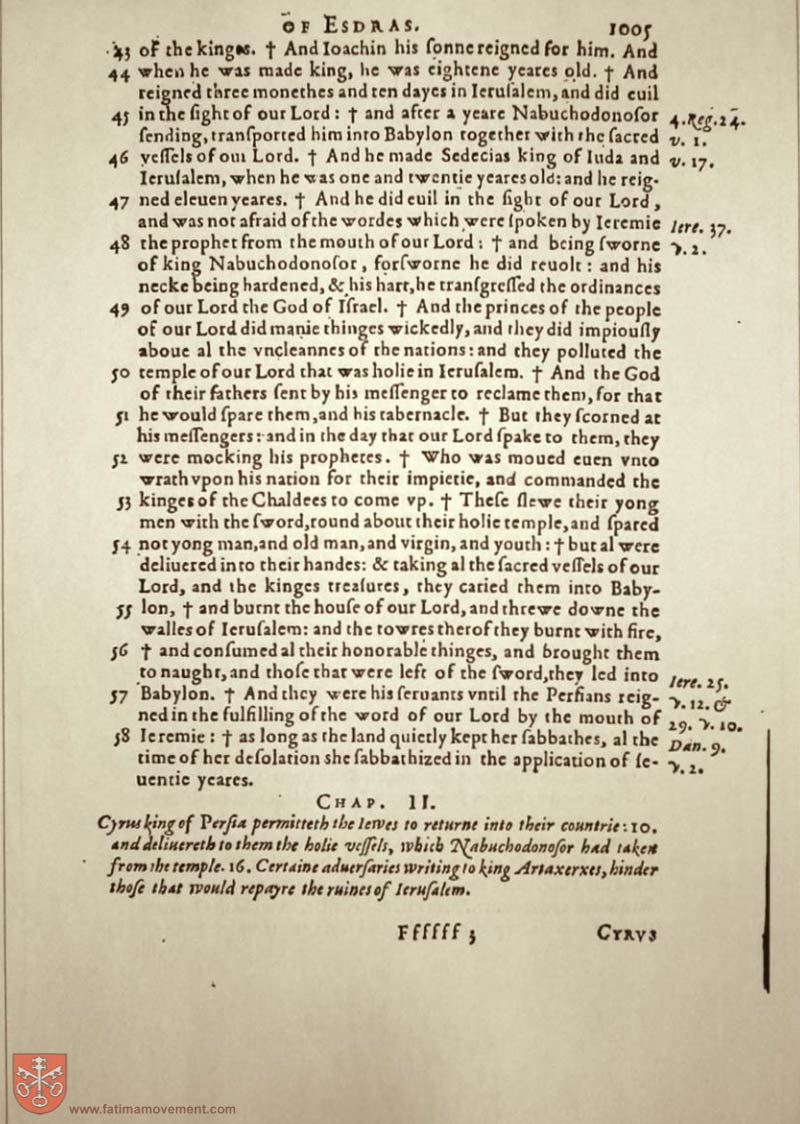 OF ESDRAS. 1005
43 of the kinges. † And Ioachin his ſonne reigned for him. And
44 when he was made king, he was eightene yeares old. † And
reigned three monethes and ten dayes in Ieruſalem, and did euil
45 in the ſight of our Lord: † and after a yeare Nabuchodonoſor
ſending, tranſported him into Babylon together with the ſacred
46 veſſels of our Lord. † And he made Sedecias king of Iuda and
Ieruſalem, when he was one and twentie yeares old: and he reig-
47 ned eleuen yeares. † And he did euil in the ſight of our Lord,
and was not afraid of the wordes which were ſpoken by Ieremie
48 the prophet from the mouth of our Lord: † and being ſworne
of king Nabuchodonoſor, forſworne he did reuolt: and his
necke being hardened, & his hart, he tranſgreſſed the ordinances
49 of our Lord the God of Iſrael. † And the princes of the people
of our Lord did manie thinges wickedly, and they did impiouſly
aboue al the vncleannes of the nations: and they polluted the
50 temple of our Lord that was holie in Ieruſalem. † And the God
of their fathers ſent by his meſſenger to reclame them, for that
51 he would ſpare them, and his tabernacle. † But they ſcorned at
his meſſengers: and in the day that our Lord ſpake to them, they
52 were mocking his prophetes. † Who was moued euen vnto
wrath vpon his nation for their impietie, and commanded the
53 kinges of the Chaldees to come vp. † Theſe ſlewe their yong
men with the ſword, round about their holie temple, and ſpared
54 not yong man, and old man, and virgin, and youth: † but al were
deliuered into their handes: & taking al the ſacred veſſels of our
Lord, and the kinges treaſures, they caried them into Baby-
55 lon, † and burnt the houſe of our Lord, and threwe downe the
walles of Ieruſalem: and the towres therof they burnt with fire,
56 † and conſumed al their honorable thinges, and brought them
to naught, and thoſe that were left of the ſword, they led into
57 Babylon. † And they were his ſeruants vntil the Perſians reig-
ned in the fulfilling of the word of our Lord by the mouth of
58 Ieremie: † as long as the land quietly kept her ſabbathes, al the
time of her deſolation she ſabbathized in the application of ſe-
uentie yeares.
4. Reg. 24.
v. 1.
v. 17.
Iere. 37.
v. 2.
Iere. 25.
v. 12. &
29. v. 10.
Dan. 9.
v. 2.
CHAP. II.
Cyrus king of Perſia permitteth the Iewes to returne into their countrie: 10.
and deliuereth to them the holie veſſels, which Nabuchodonoſor had taken
from the temple. 16. Certaine aduerſaries writing to king Artaxerxes, hinder
thoſe that would repayre the ruines of Ieruſalem.
Ffffff 3 CYRVS
www.fatimamovement.com